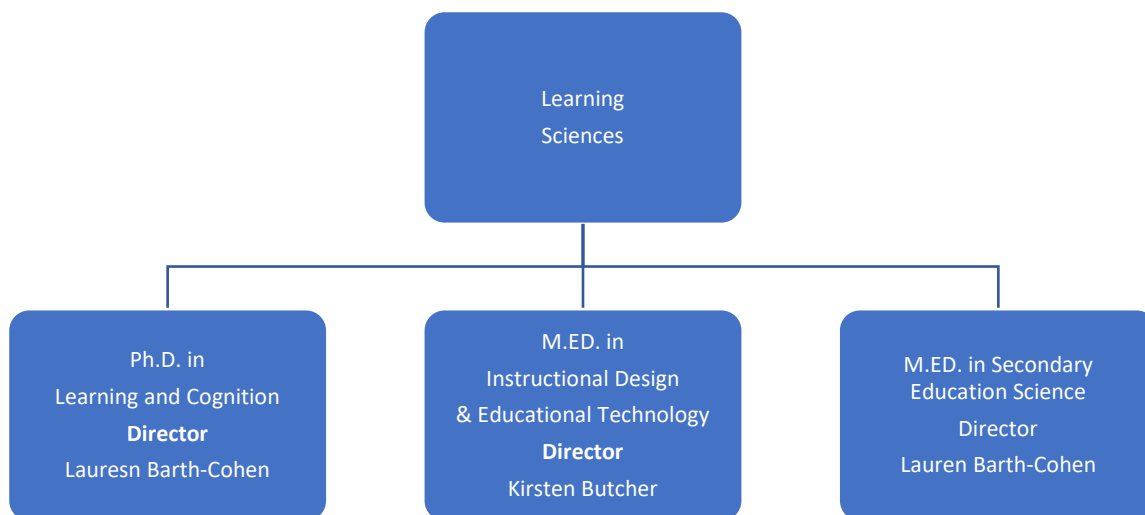 Learning
Sciences
Ph.D. in
Learning and Cognition
Director
Lauresn Barth-Cohen
M.ED. in
Instructional Design
& Educational Technology
Director
Kirsten Butcher
M.ED. in Secondary
Education Science
Director
Lauren Barth-Cohen